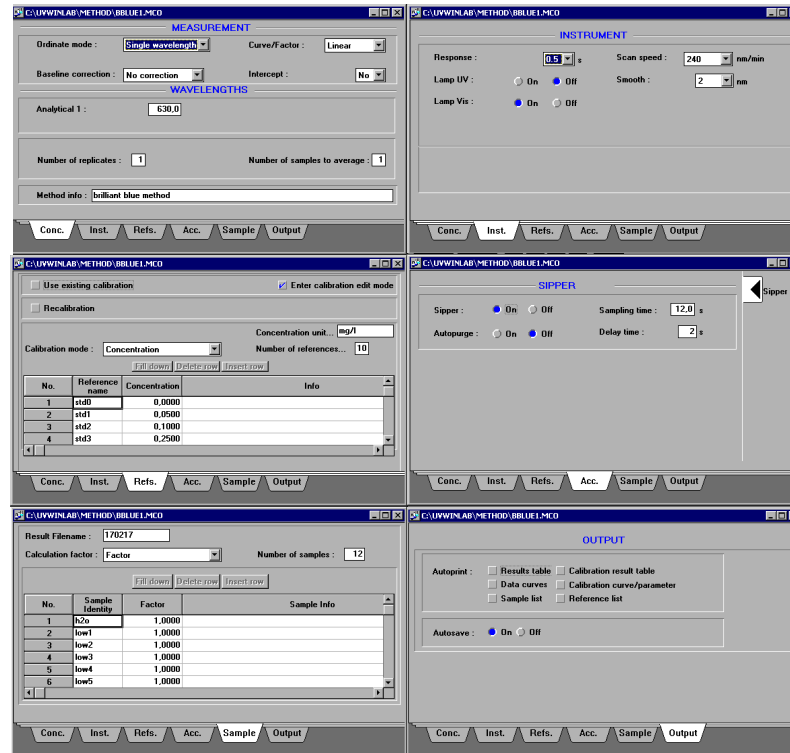 C:\UVWINLAB\METHOD\BBLUE1.MCO
MEASUREMENT
Ordinate mode : Single wavelength Curve/Factor : Linear
Baseline correction : No correction Intercept : No
WAVELENGTHS
Analytical 1 : 630,0
Number of replicates : 1 Number of samples to average : 1
Method info : brilliant blue method
Conc. Inst. Refs. Acc. Sample Output
C:\UVWINLAB\METHOD\BBLUE1.MCO
INSTRUMENT
Response : 0.5 s Scan speed : 240 nm/min
Lamp UV : On Off Smooth : 2 nm
Lamp Vis : On Off
Conc. Inst. Refs. Acc. Sample Output
C:\UVWINLAB\METHOD\BBLUE1.MCO
Use existing calibration Enter calibration edit mode
Recalibration
Concentration unit... mg/l
Calibration mode : Concentration Number of references... 10
Fill down Delete row Insert row
No. Reference name Concentration Info
1 std0 0,0000
2 std1 0,0500
3 std2 0,1000
4 std3 0,2500
Conc. Inst. Refs. Acc. Sample Output
C:\UVWINLAB\METHOD\BBLUE1.MCO
SIPPER
Sipper
Sipper : On Off Sampling time : 12,0 s
Autopurge : On Off Delay time : 2 s
Conc. Inst. Refs. Acc. Sample Output
C:\UVWINLAB\METHOD\BBLUE1.MCO
Result Filename : 170217
Calculation factor : Factor Number of samples : 12
Fill down Delete row Insert row
No. Sample Identity Factor Sample Info
1 h2o 1,0000
2 low1 1,0000
3 low2 1,0000
4 low3 1,0000
5 low4 1,0000
6 low5 1,0000
Conc. Inst. Refs. Acc. Sample Output
C:\UVWINLAB\METHOD\BBLUE1.MCO
OUTPUT
Autoprint : Results table Calibration result table
Data curves Calibration curve/parameter
Sample list Reference list
Autosave : On Off
Conc. Inst. Refs. Acc. Sample Output